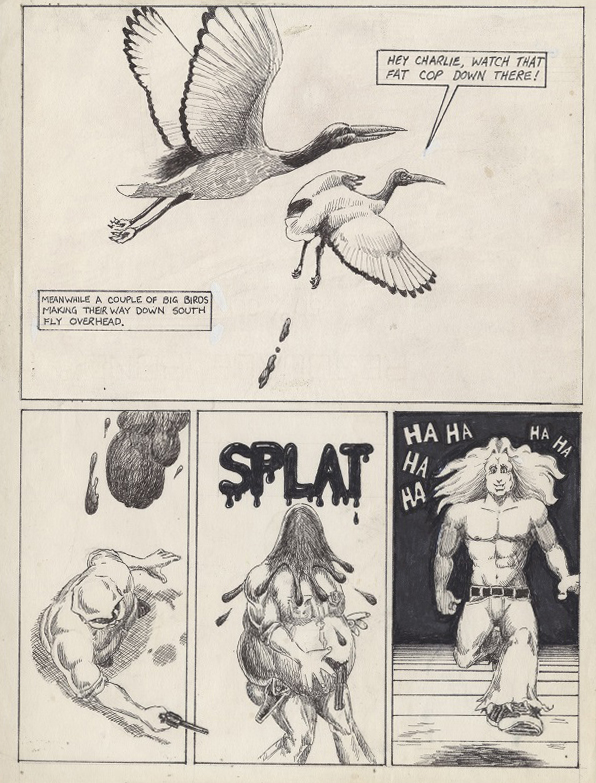 HEY CHARLIE, WATCH THAT
FAT COP DOWN THERE!
MEANWHILE A COUPLE OF BIG BIRDS
MAKING THEIR WAY DOWN SOUTH
FLY OVERHEAD.
SPLAT
HA HA
HA
HA
HA HA